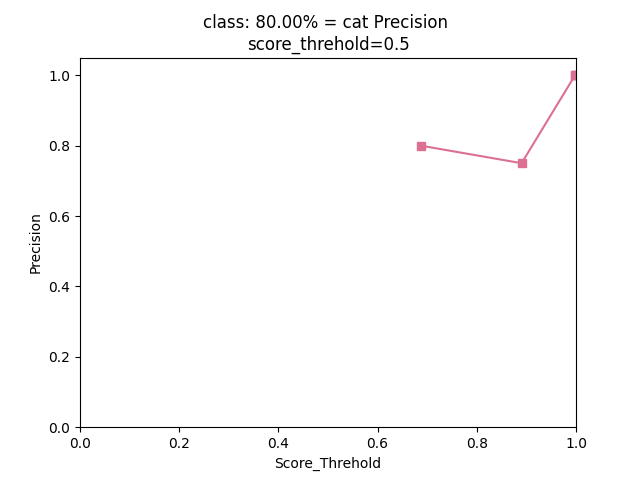 class: 80.00% = cat Precision
score_threhold=0.5
1.0
0.8
0.6
0.4
0.2
0.0
Precision
0.0 0.2 0.4 0.6 0.8 1.0
Score_Threhold